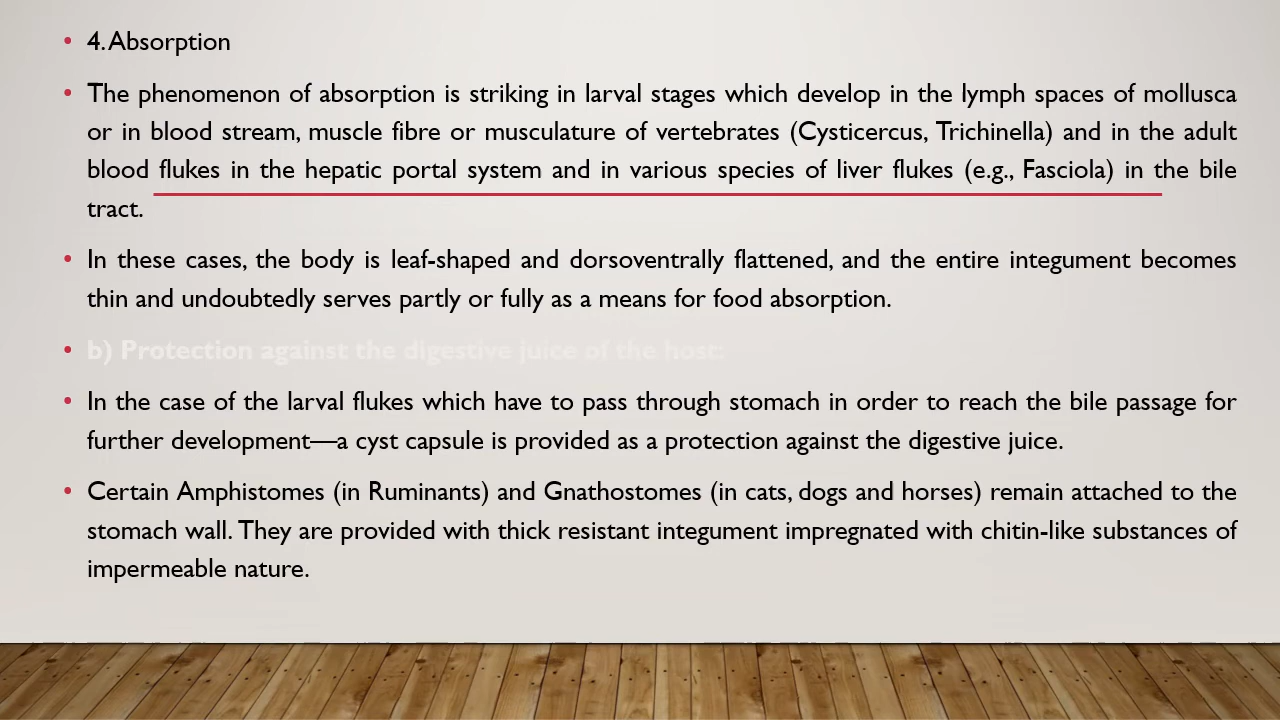 • 4. Absorption
• The phenomenon of absorption is striking in larval stages which develop in the lymph spaces of mollusca
or in blood stream, muscle fibre or musculature of vertebrates (Cysticercus, Trichinella) and in the adult
blood flukes in the hepatic portal system and in various species of liver flukes (e.g., Fasciola) in the bile
tract.
• In these cases, the body is leaf-shaped and dorsoventrally flattened, and the entire integument becomes
thin and undoubtedly serves partly or fully as a means for food absorption.
• b) Protection against the digestive juice of the host:
• In the case of the larval flukes which have to pass through stomach in order to reach the bile passage for
further development—a cyst capsule is provided as a protection against the digestive juice.
• Certain Amphistomes (in Ruminants) and Gnathostomes (in cats, dogs and horses) remain attached to the
stomach wall. They are provided with thick resistant integument impregnated with chitin-like substances of
impermeable nature.